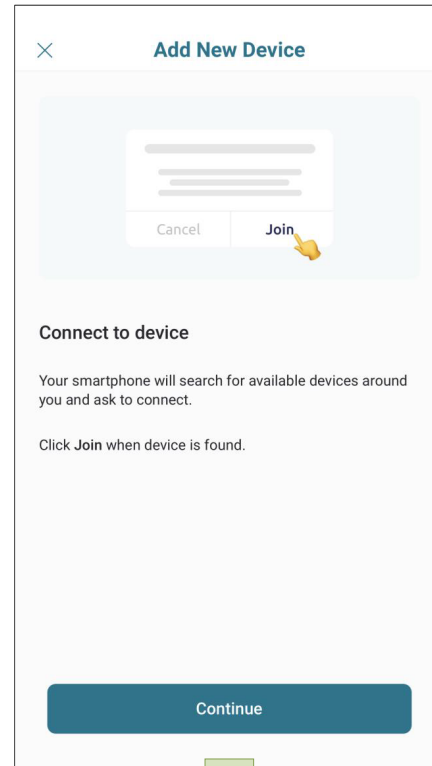 Add New Device
Cancel
Join
Connect to device
Your smartphone will search for available devices around
you and ask to connect.
Click Join when device is found.
Continue